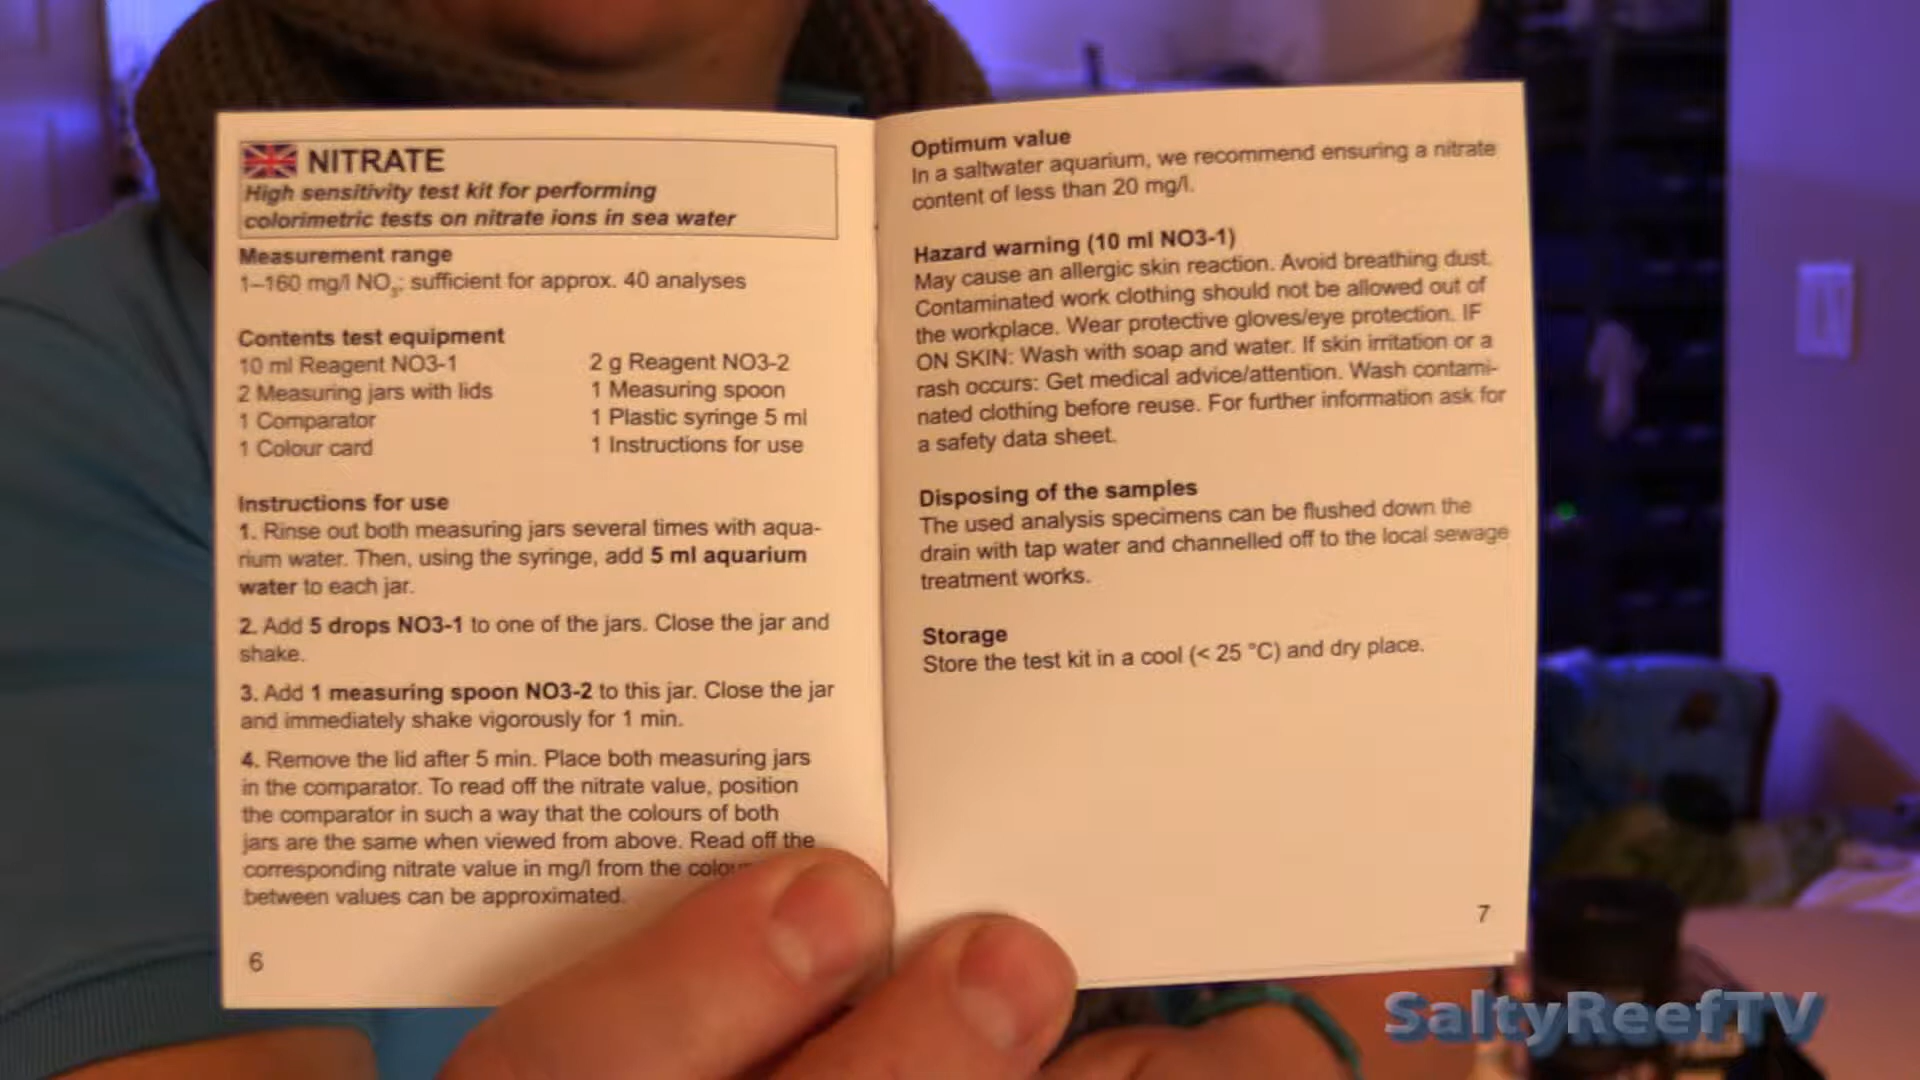 NITRATE
High sensitivity test kit for performing
colorimetric tests on nitrate ions in sea water
Measurement range
1–160 mg/l NO3; sufficient for approx. 40 analyses
Contents test equipment
10 ml Reagent NO3-1
2 g Reagent NO3-2
2 Measuring jars with lids
1 Measuring spoon
1 Comparator
1 Plastic syringe 5 ml
1 Colour card
1 Instructions for use
Instructions for use
1. Rinse out both measuring jars several times with aqua-
rium water. Then, using the syringe, add 5 ml aquarium
water to each jar.
2. Add 5 drops NO3-1 to one of the jars. Close the jar and
shake.
3. Add 1 measuring spoon NO3-2 to this jar. Close the jar
and immediately shake vigorously for 1 min.
4. Remove the lid after 5 min. Place both measuring jars
in the comparator. To read off the nitrate value, position
the comparator in such a way that the colours of both
jars are the same when viewed from above. Read off the
corresponding nitrate value in mg/l from the
between values can be approximated.
6
Optimum value
In a saltwater aquarium, we recommend ensuring a nitrate
content of less than 20 mg/l.
Hazard warning (10 ml NO3-1)
May cause an allergic skin reaction. Avoid breathing dust.
Contaminated work clothing should not be allowed out of
the workplace. Wear protective gloves/eye protection. IF
ON SKIN: Wash with soap and water. If skin irritation or a
rash occurs: Get medical advice/attention. Wash contami-
nated clothing before reuse. For further information ask for
a safety data sheet.
Disposing of the samples
The used analysis specimens can be flushed down the
drain with tap water and channelled off to the local sewage
treatment works.
Storage
Store the test kit in a cool (< 25 °C) and dry place.
7
SaltyReefTV